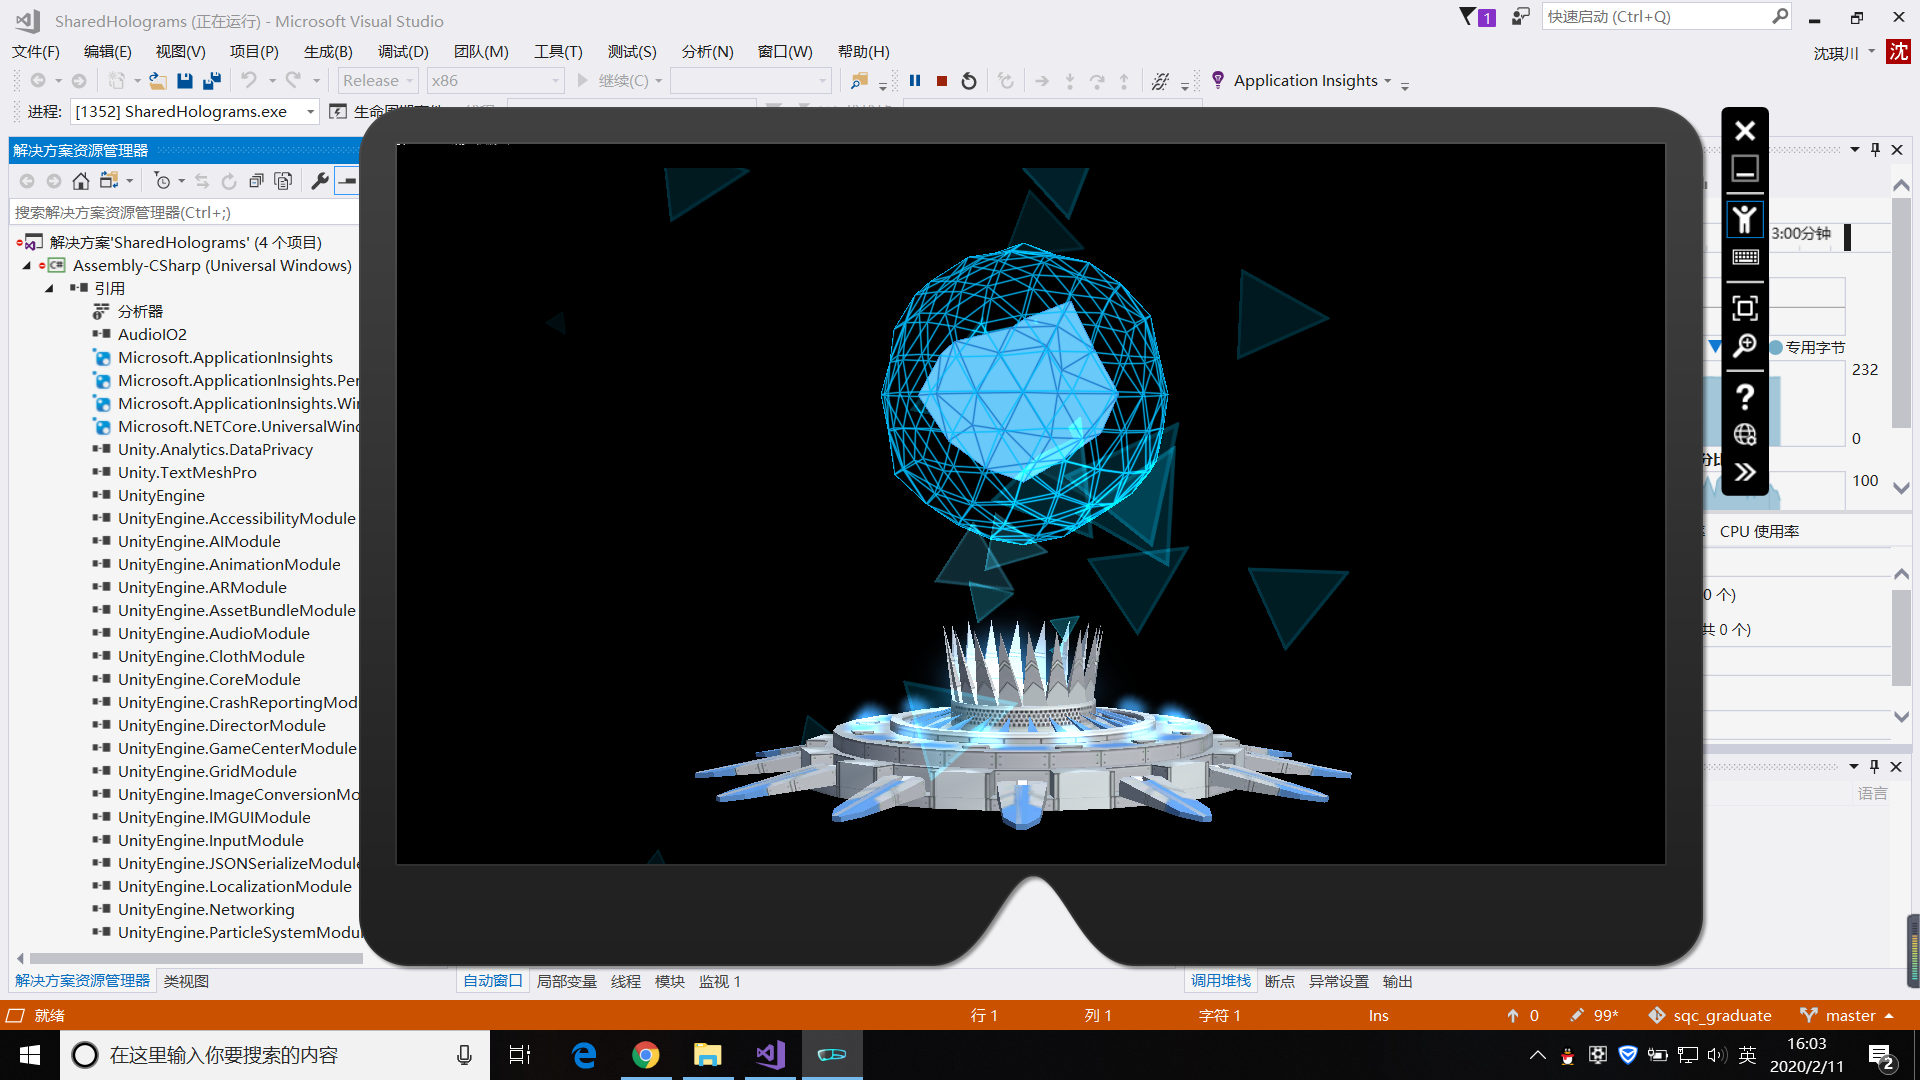 SharedHolograms (正在运行) - Microsoft Visual Studio
1
快速启动 (Ctrl+Q)
文件(F) 编辑(E) 视图(V) 项目(P) 生成(B) 调试(D) 团队(M) 工具(T) 测试(S) 分析(N) 窗口(W) 帮助(H)
沈琪川
沈
Release x86 继续(C) Application Insights
进程: [1352] SharedHolograms.exe
解决方案资源管理器
搜索解决方案资源管理器(Ctrl+;)
解决方案'SharedHolograms' (4 个项目)
C# Assembly-CSharp (Universal Windows)
引用
分析器
AudioIO2
Microsoft.ApplicationInsights
Microsoft.ApplicationInsights.Per
Microsoft.ApplicationInsights.Win
Microsoft.NETCore.UniversalWind
Unity.Analytics.DataPrivacy
Unity.TextMeshPro
UnityEngine
UnityEngine.AccessibilityModule
UnityEngine.AIModule
UnityEngine.AnimationModule
UnityEngine.ARModule
UnityEngine.AssetBundleModule
UnityEngine.AudioModule
UnityEngine.ClothModule
UnityEngine.CoreModule
UnityEngine.CrashReportingMod
UnityEngine.DirectorModule
UnityEngine.GameCenterModule
UnityEngine.GridModule
UnityEngine.ImageConversionMo
UnityEngine.IMGUIModule
UnityEngine.InputModule
UnityEngine.JSONSerializeModule
UnityEngine.LocalizationModule
UnityEngine.Networking
UnityEngine.ParticleSystemModul
3:00分钟
专用字节
232
0
100
CPU 使用率
0 个)
共 0 个)
语言
解决方案资源管理器 类视图
自动窗口 局部变量 线程 模块 监视 1
调用堆栈 断点 异常设置 输出
就绪 行 1 列 1 字符 1 Ins 0 99* sqc_graduate master
在这里输入你要搜索的内容
英
16:03
2020/2/11
2